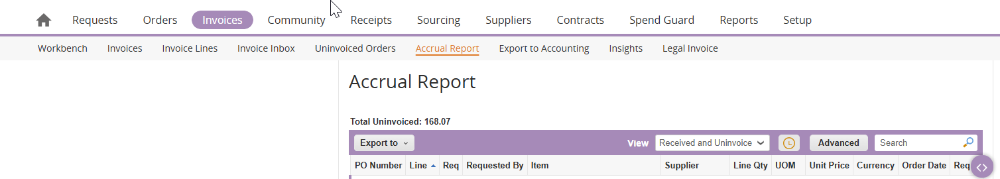 Requests Orders Invoices Community Receipts Sourcing Suppliers Contracts Spend Guard Reports Setup
Workbench Invoices Invoice Lines Invoice Inbox Uninvoiced Orders Accrual Report Export to Accounting Insights Legal Invoice
Accrual Report
Total Uninvoiced: 168.07
Export to View Received and Uninvoice Advanced Search
PO Number Line Req Requested By Item Supplier Line Qty UOM Unit Price Currency Order Date Req